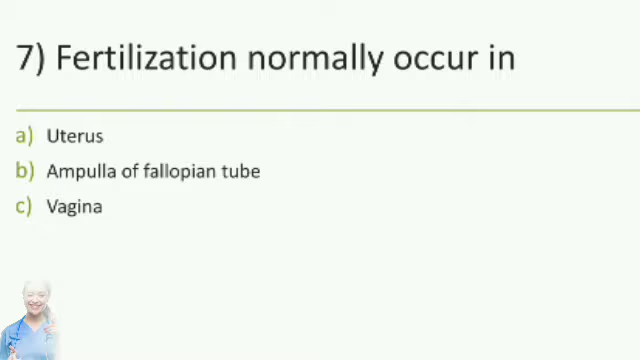 7) Fertilization normally occur in
a) Uterus
b) Ampulla of fallopian tube
c) Vagina